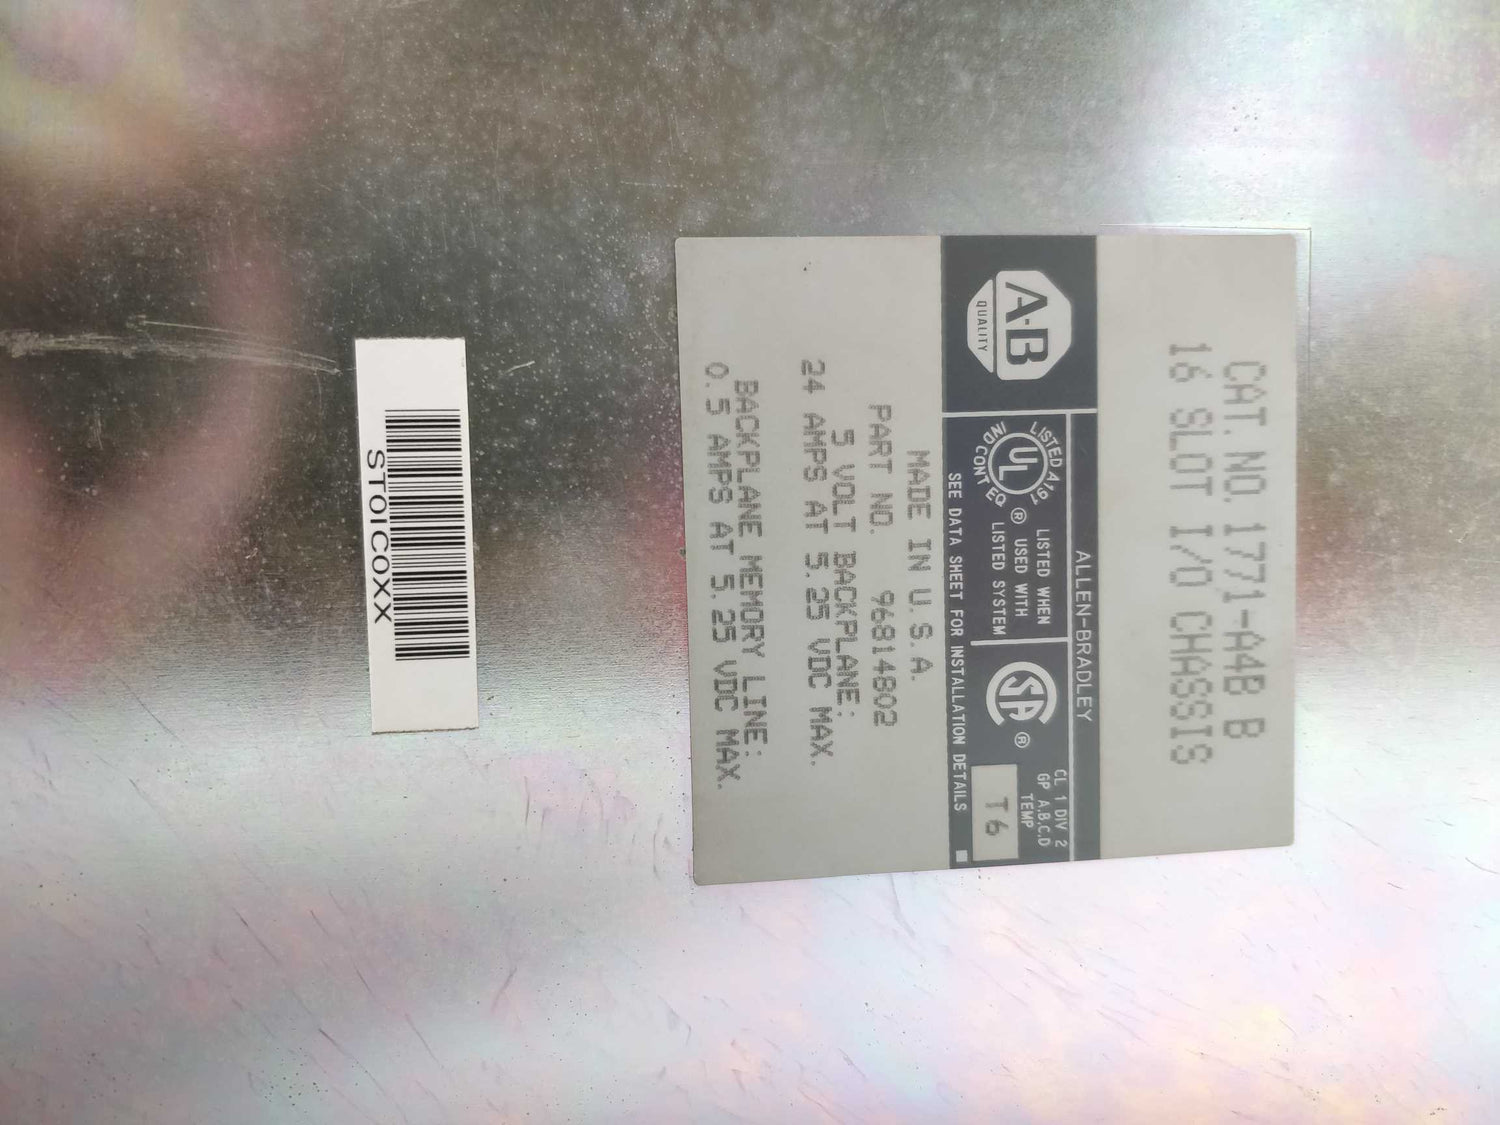 CAT. NO. 1771-A4B B
16 SLOT I/O CHASSIS
ALLEN-BRADLEY
A-B
QUALITY
LISTED A197
UL
IND CONT EQ
®
LISTED WHEN
USED WITH
LISTED SYSTEM
SA
®
CL 1 DIV 2
GP A,B,C,D
TEMP
T6
SEE DATA SHEET FOR INSTALLATION DETAILS
MADE IN U.S.A.
PART NO. 96814802
5 VOLT BACKPLANE:
24 AMPS AT 5.25 VDC MAX.
BACKPLANE MEMORY LINE:
0.5 AMPS AT 5.25 VDC MAX.
STOICOXX